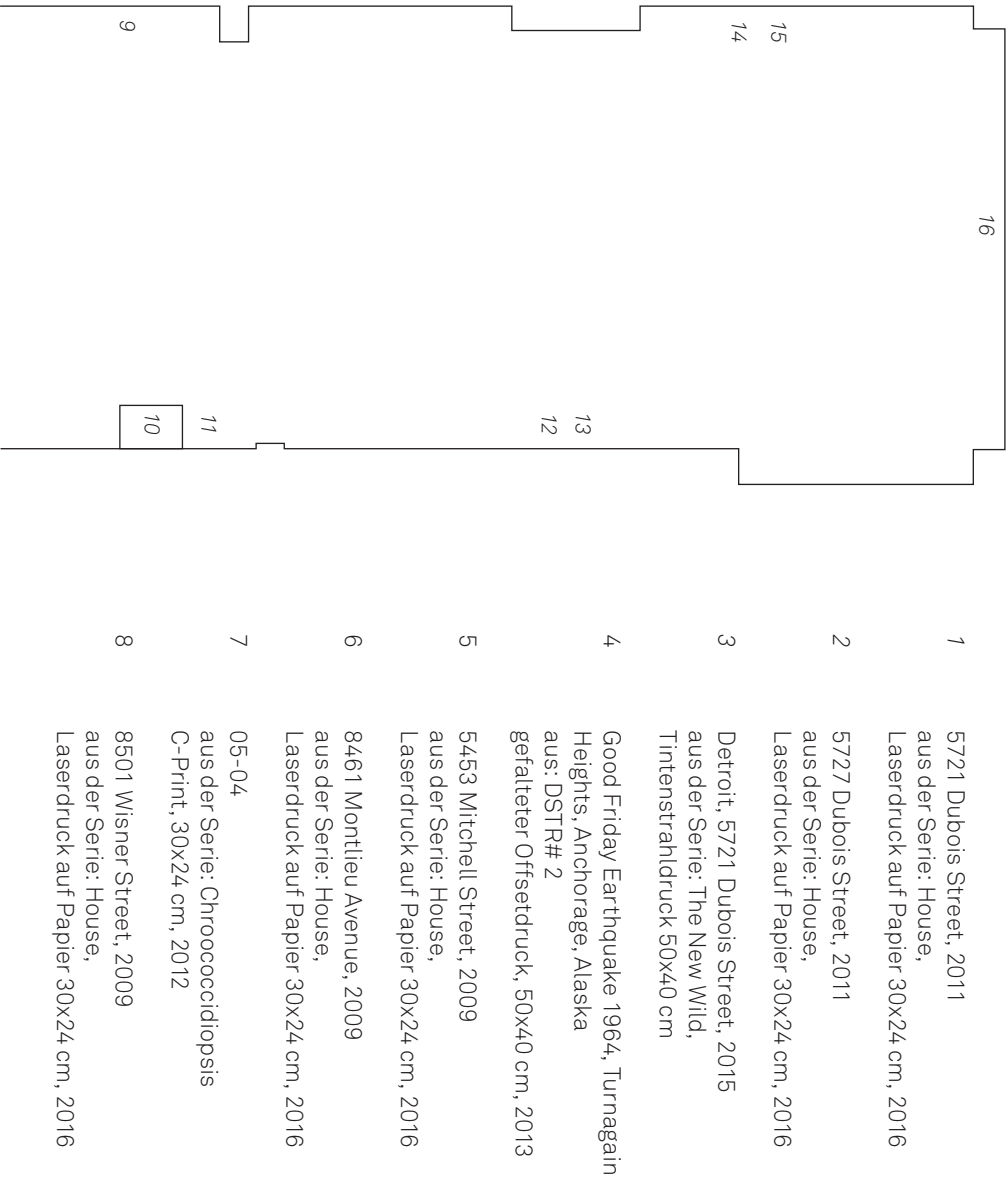 9
14
15
16
10
11
12
13
1
5721 Dubois Street, 2011
aus der Serie: House,
Laserdruck auf Papier 30x24 cm, 2016
2
5727 Dubois Street, 2011
aus der Serie: House,
Laserdruck auf Papier 30x24 cm, 2016
3
Detroit, 5721 Dubois Street, 2015
aus der Serie: The New Wild,
Tintenstrahldruck 50x40 cm
4
Good Friday Earthquake 1964, Turnagain
Heights, Anchorage, Alaska
aus: DSTR# 2
gefalteter Offsetdruck, 50x40 cm, 2013
5
5453 Mitchell Street, 2009
aus der Serie: House,
Laserdruck auf Papier 30x24 cm, 2016
6
8461 Montlieu Avenue, 2009
aus der Serie: House,
Laserdruck auf Papier 30x24 cm, 2016
7
05-04
aus der Serie: Chroococcidiopsis
C-Print, 30x24 cm, 2012
8
8501 Wisner Street, 2009
aus der Serie: House,
Laserdruck auf Papier 30x24 cm, 2016